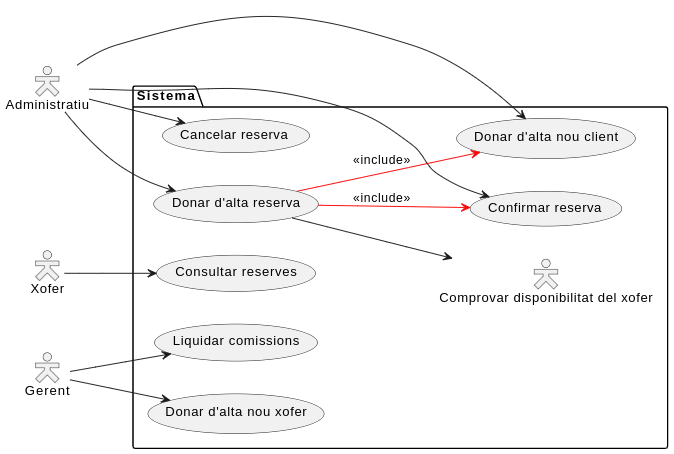 Administratiu
Sistema
Cancelar reserva
Donar d'alta nou client
«include»
Donar d'alta reserva
«include»
Confirmar reserva
Xofer
Consultar reserves
Comprovar disponibilitat del xofer
Gerent
Liquidar comissions
Donar d'alta nou xofer